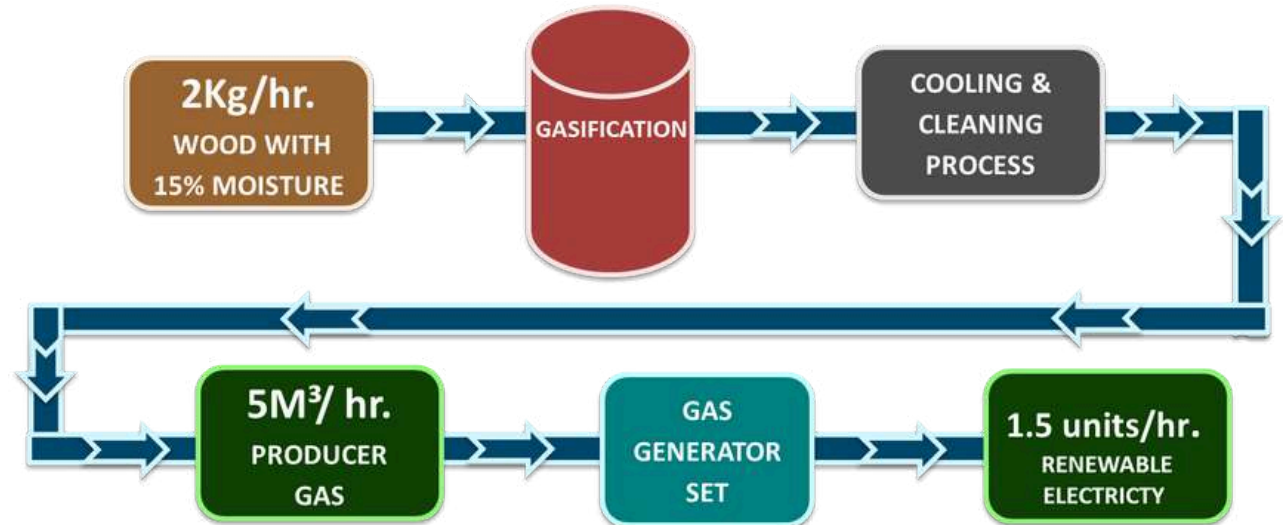 2Kg/hr.
WOOD WITH
15% MOISTURE
GASIFICATION
COOLING &
CLEANING
PROCESS
5M³/ hr.
PRODUCER
GAS
GAS
GENERATOR
SET
1.5 units/hr.
RENEWABLE
ELECTRICTY